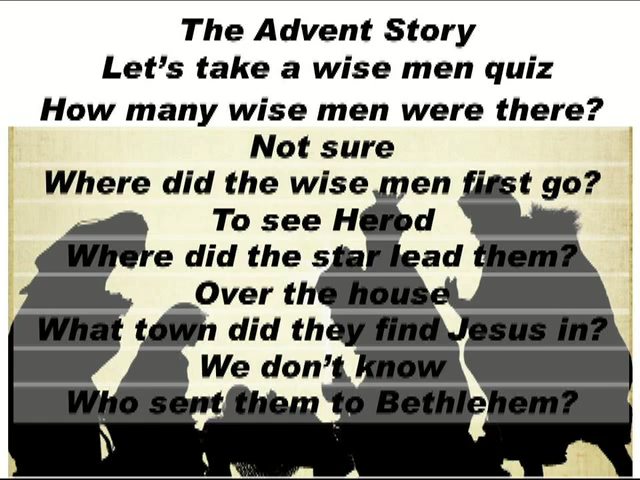 The Advent Story
Let's take a wise men quiz
How many wise men were there?
Not sure
Where did the wise men first go?
To see Herod
Where did the star lead them?
Over the house
What town did they find Jesus in?
We don't know
Who sent them to Bethlehem?